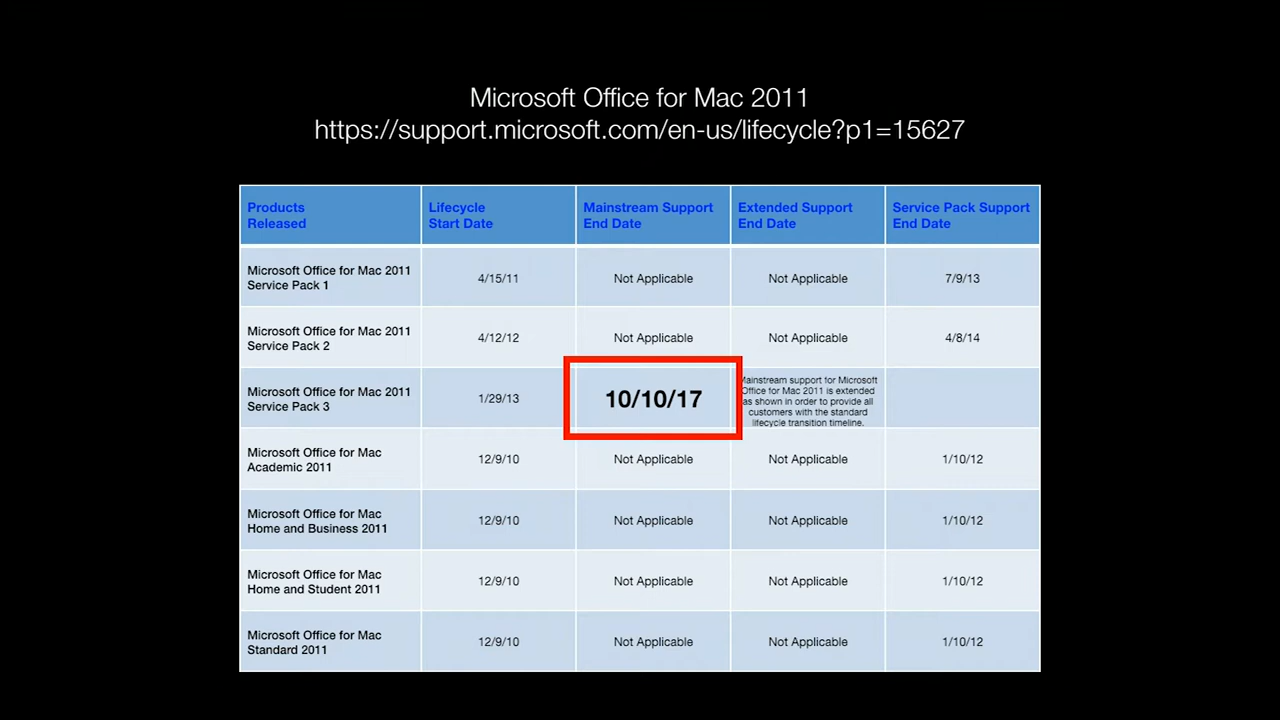 Microsoft Office for Mac 2011
https://support.microsoft.com/en-us/lifecycle?p1=15627
Products
Released
Lifecycle
Start Date
Mainstream Support
End Date
Extended Support
End Date
Service Pack Support
End Date
Microsoft Office for Mac 2011
Service Pack 1
4/15/11
Not Applicable
Not Applicable
7/9/13
Microsoft Office for Mac 2011
Service Pack 2
4/12/12
Not Applicable
Not Applicable
4/8/14
Microsoft Office for Mac 2011
Service Pack 3
1/29/13
10/10/17
Mainstream support for Microsoft
Office for Mac 2011 is extended
as shown in order to provide all
customers with the standard
lifecycle transition timeline.
Microsoft Office for Mac
Academic 2011
12/9/10
Not Applicable
Not Applicable
1/10/12
Microsoft Office for Mac
Home and Business 2011
12/9/10
Not Applicable
Not Applicable
1/10/12
Microsoft Office for Mac
Home and Student 2011
12/9/10
Not Applicable
Not Applicable
1/10/12
Microsoft Office for Mac
Standard 2011
12/9/10
Not Applicable
Not Applicable
1/10/12